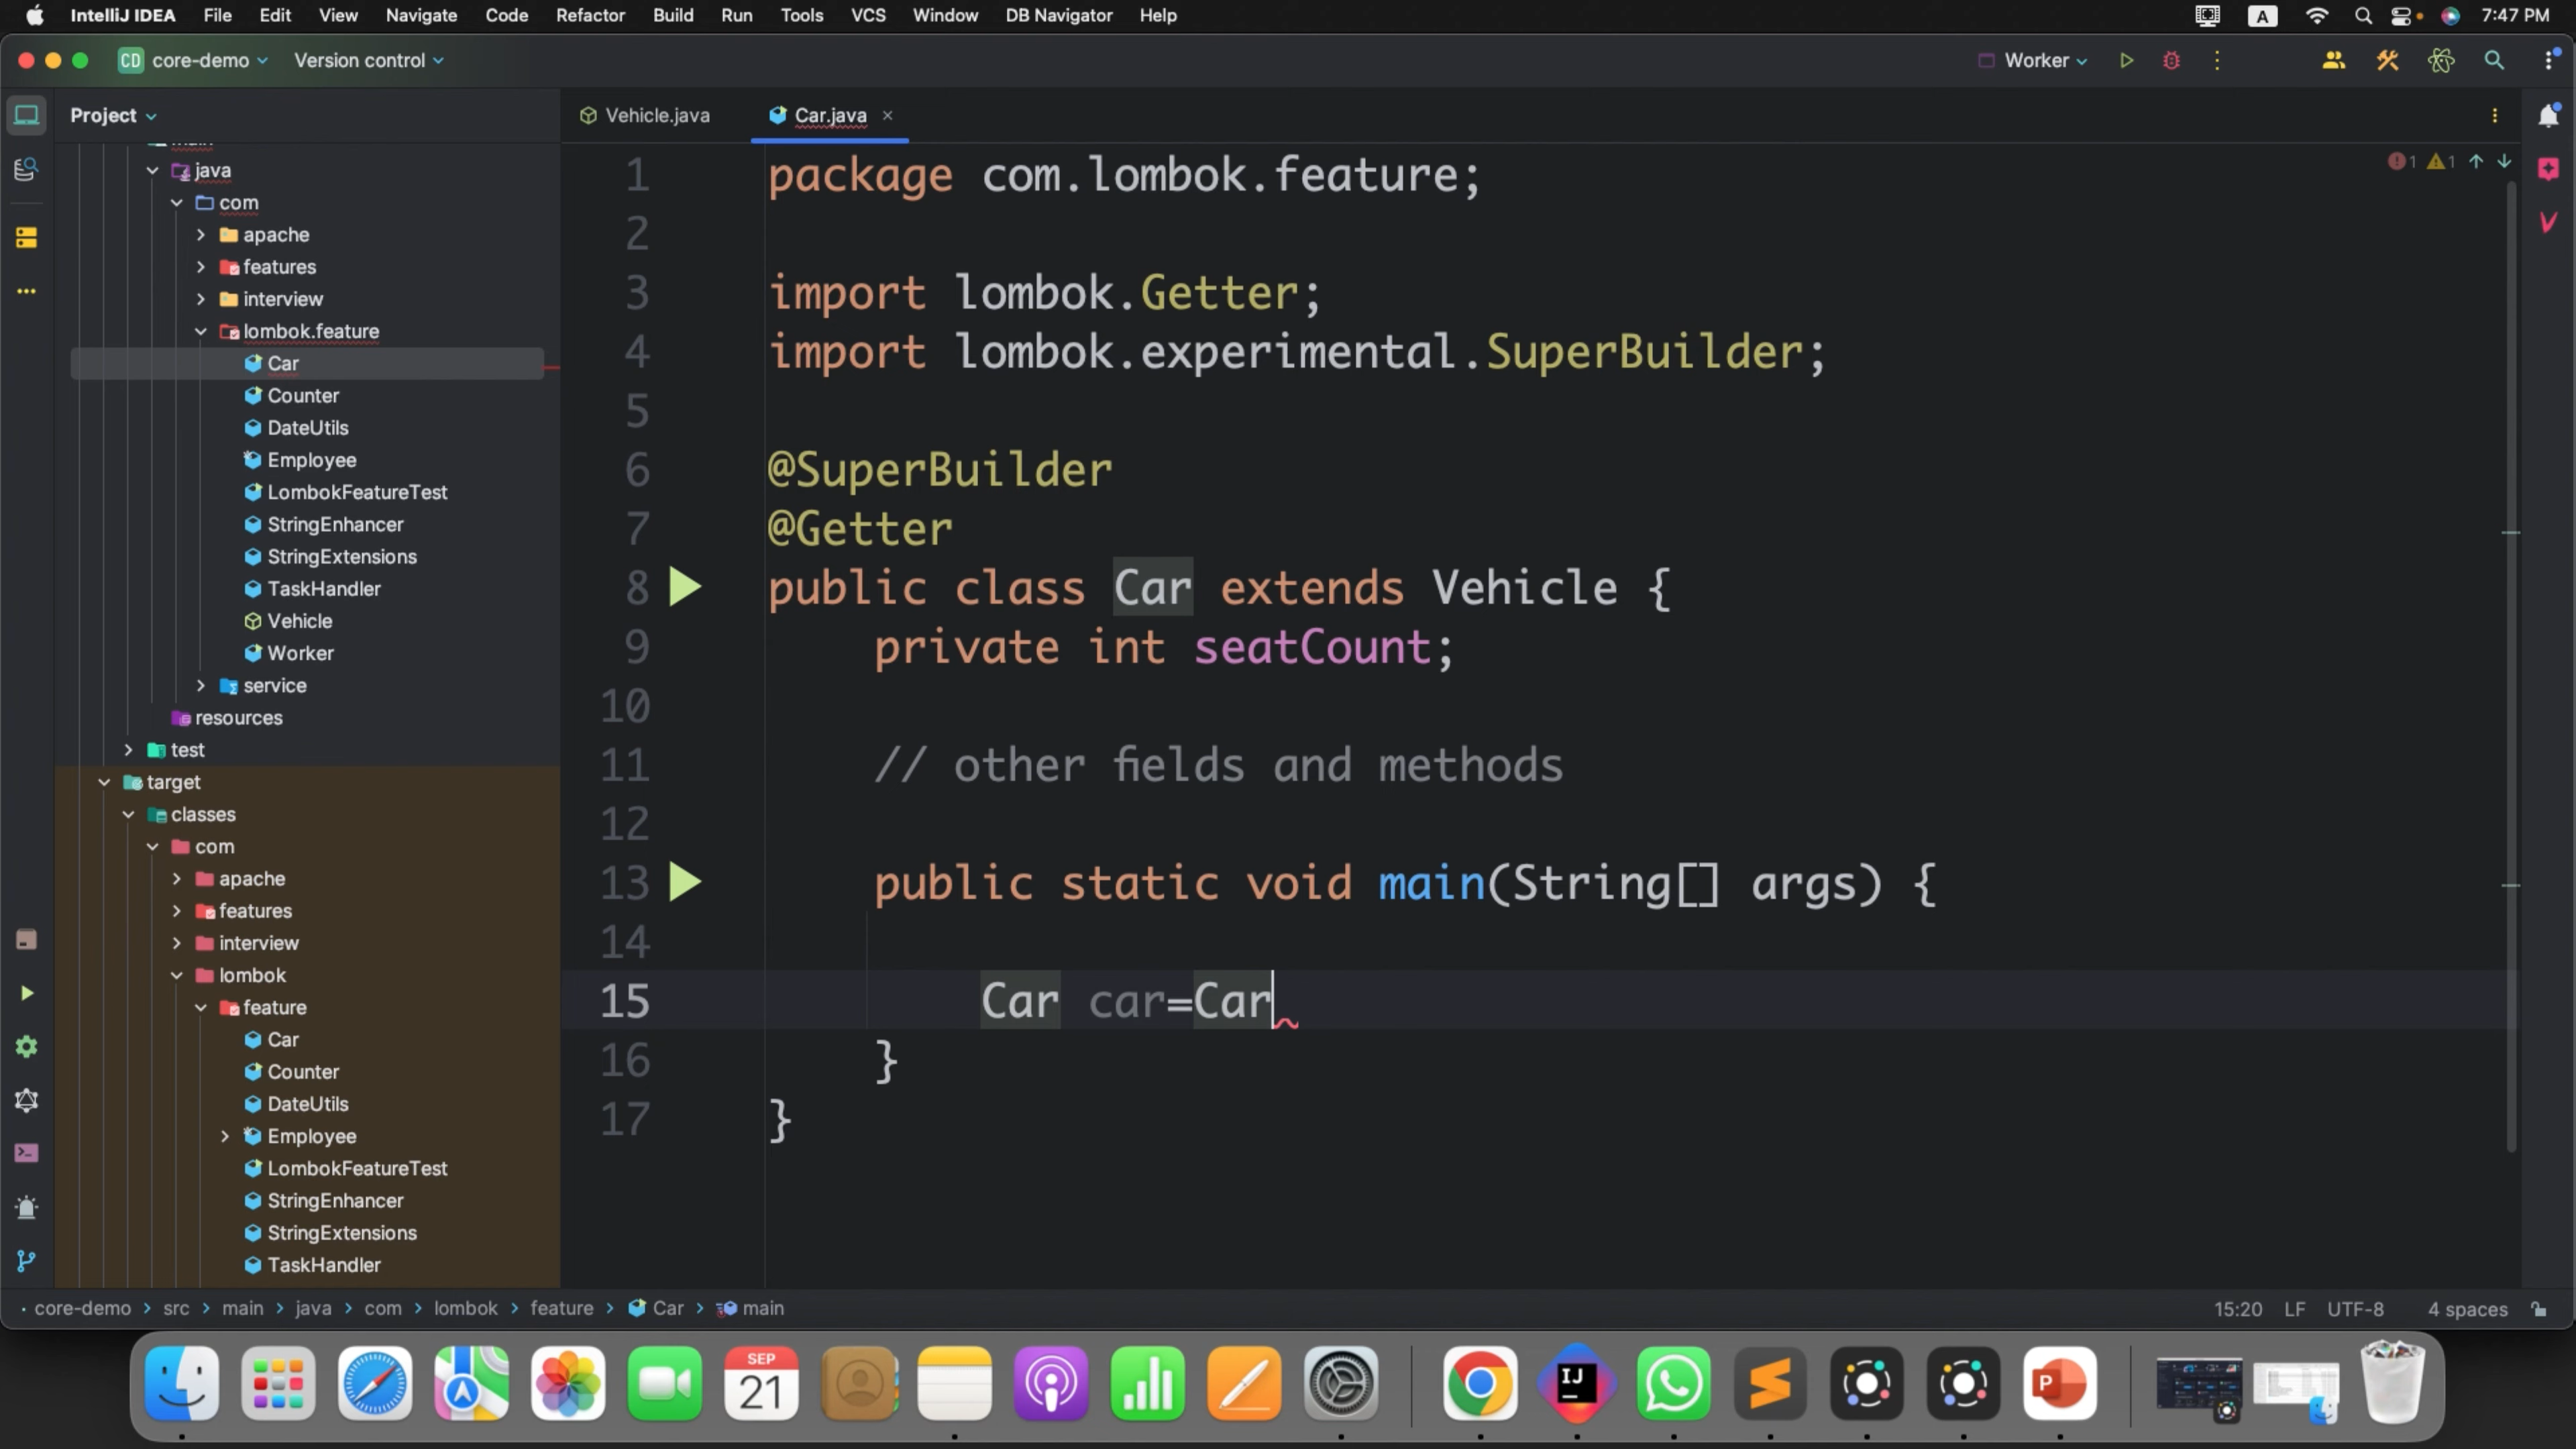 IntelliJ IDEA File Edit View Navigate Code Refactor Build Run Tools VCS Window DB Navigator Help A 7:47 PM
CD core-demo Version control Worker
Project
Vehicle.java Car.java
java
com
apache
features
interview
lombok.feature
Car
Counter
DateUtils
Employee
LombokFeatureTest
StringEnhancer
StringExtensions
TaskHandler
Vehicle
Worker
service
resources
test
target
classes
com
apache
features
interview
lombok
feature
Car
Counter
DateUtils
Employee
LombokFeatureTest
StringEnhancer
StringExtensions
TaskHandler
1 package com.lombok.feature;
2
3 import lombok.Getter;
4 import lombok.experimental.SuperBuilder;
5
6 @SuperBuilder
7 @Getter
8 public class Car extends Vehicle {
9 private int seatCount;
10
11 // other fields and methods
12
13 public static void main(String[] args) {
14
15 Car car=Car
16 }
17 }
1 1
core-demo > src > main > java > com > lombok > feature > Car > main 15:20 LF UTF-8 4 spaces
SEP
21
IJ
P